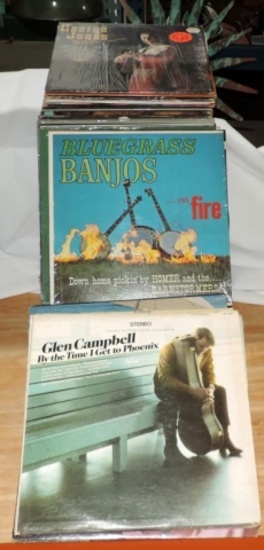 George
Jones
BLUEGRASS
BANJOS
...on
fire
Down home pickin' by HOMER and the....
BARNSTORMERS
STEREO
Glen Campbell
By the Time I Get to Phoenix